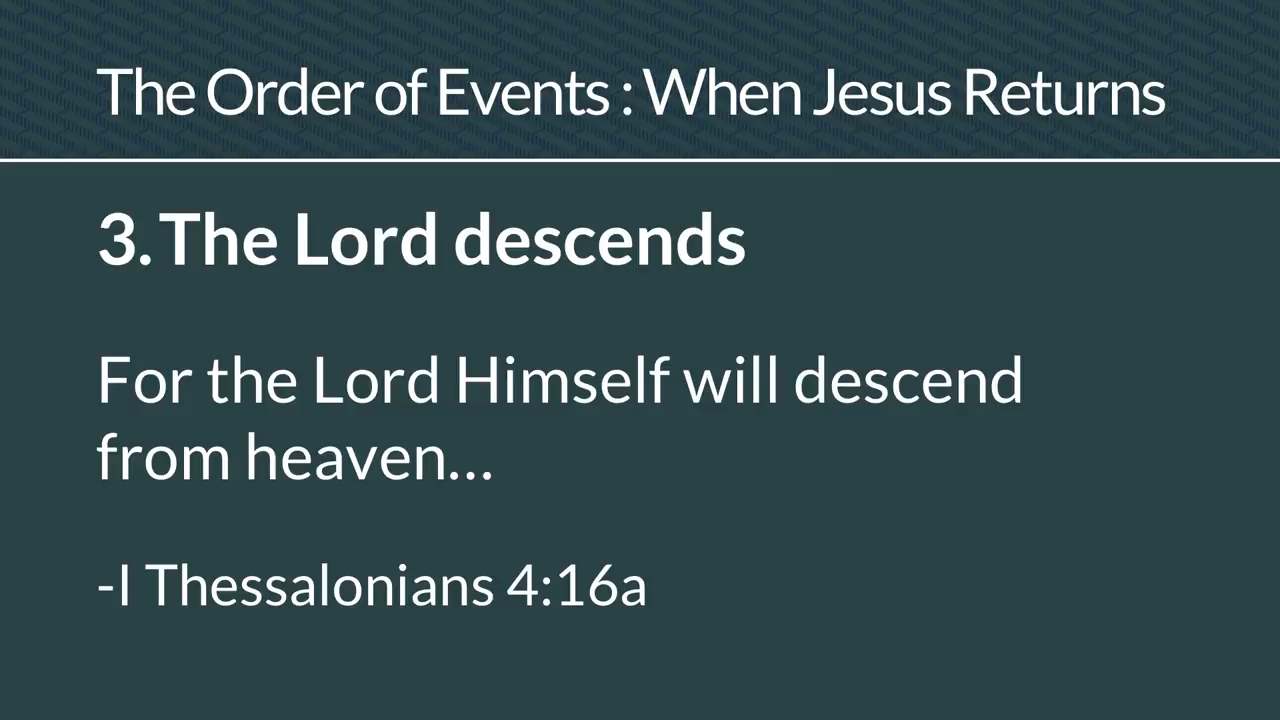 The Order of Events : When Jesus Returns
3. The Lord descends
For the Lord Himself will descend
from heaven...
-I Thessalonians 4:16a